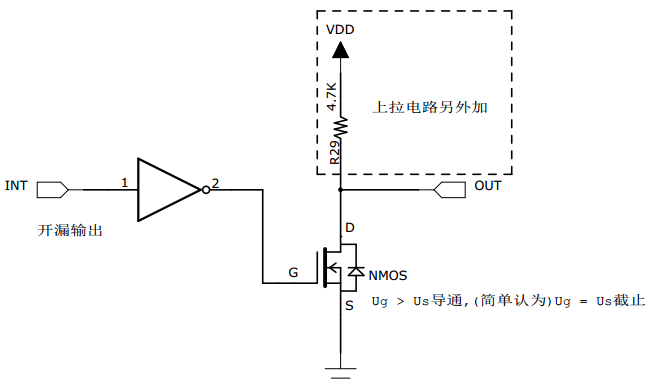 VDD
4.7K
上拉电路另外加
R29
INT
1
2
OUT
开漏输出
D
G
NMOS
S
Ug > Us导通,(简单认为)Ug = Us截止